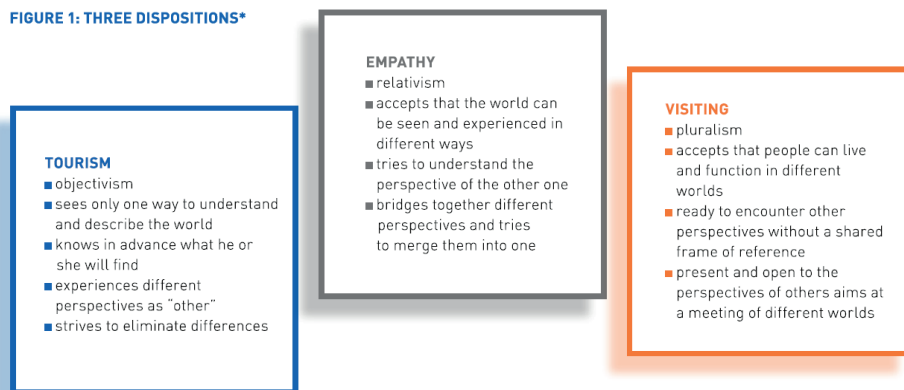 FIGURE 1: THREE DISPOSITIONS*
TOURISM
■ objectivism
■ sees only one way to understand
and describe the world
■ knows in advance what he or
she will find
■ experiences different
perspectives as “other”
■ strives to eliminate differences
EMPATHY
■ relativism
■ accepts that the world can
be seen and experienced in
different ways
■ tries to understand the
perspective of the other one
■ bridges together different
perspectives and tries
to merge them into one
VISITING
■ pluralism
■ accepts that people can live
and function in different
worlds
■ ready to encounter other
perspectives without a shared
frame of reference
■ present and open to the
perspectives of others aims at
a meeting of different worlds